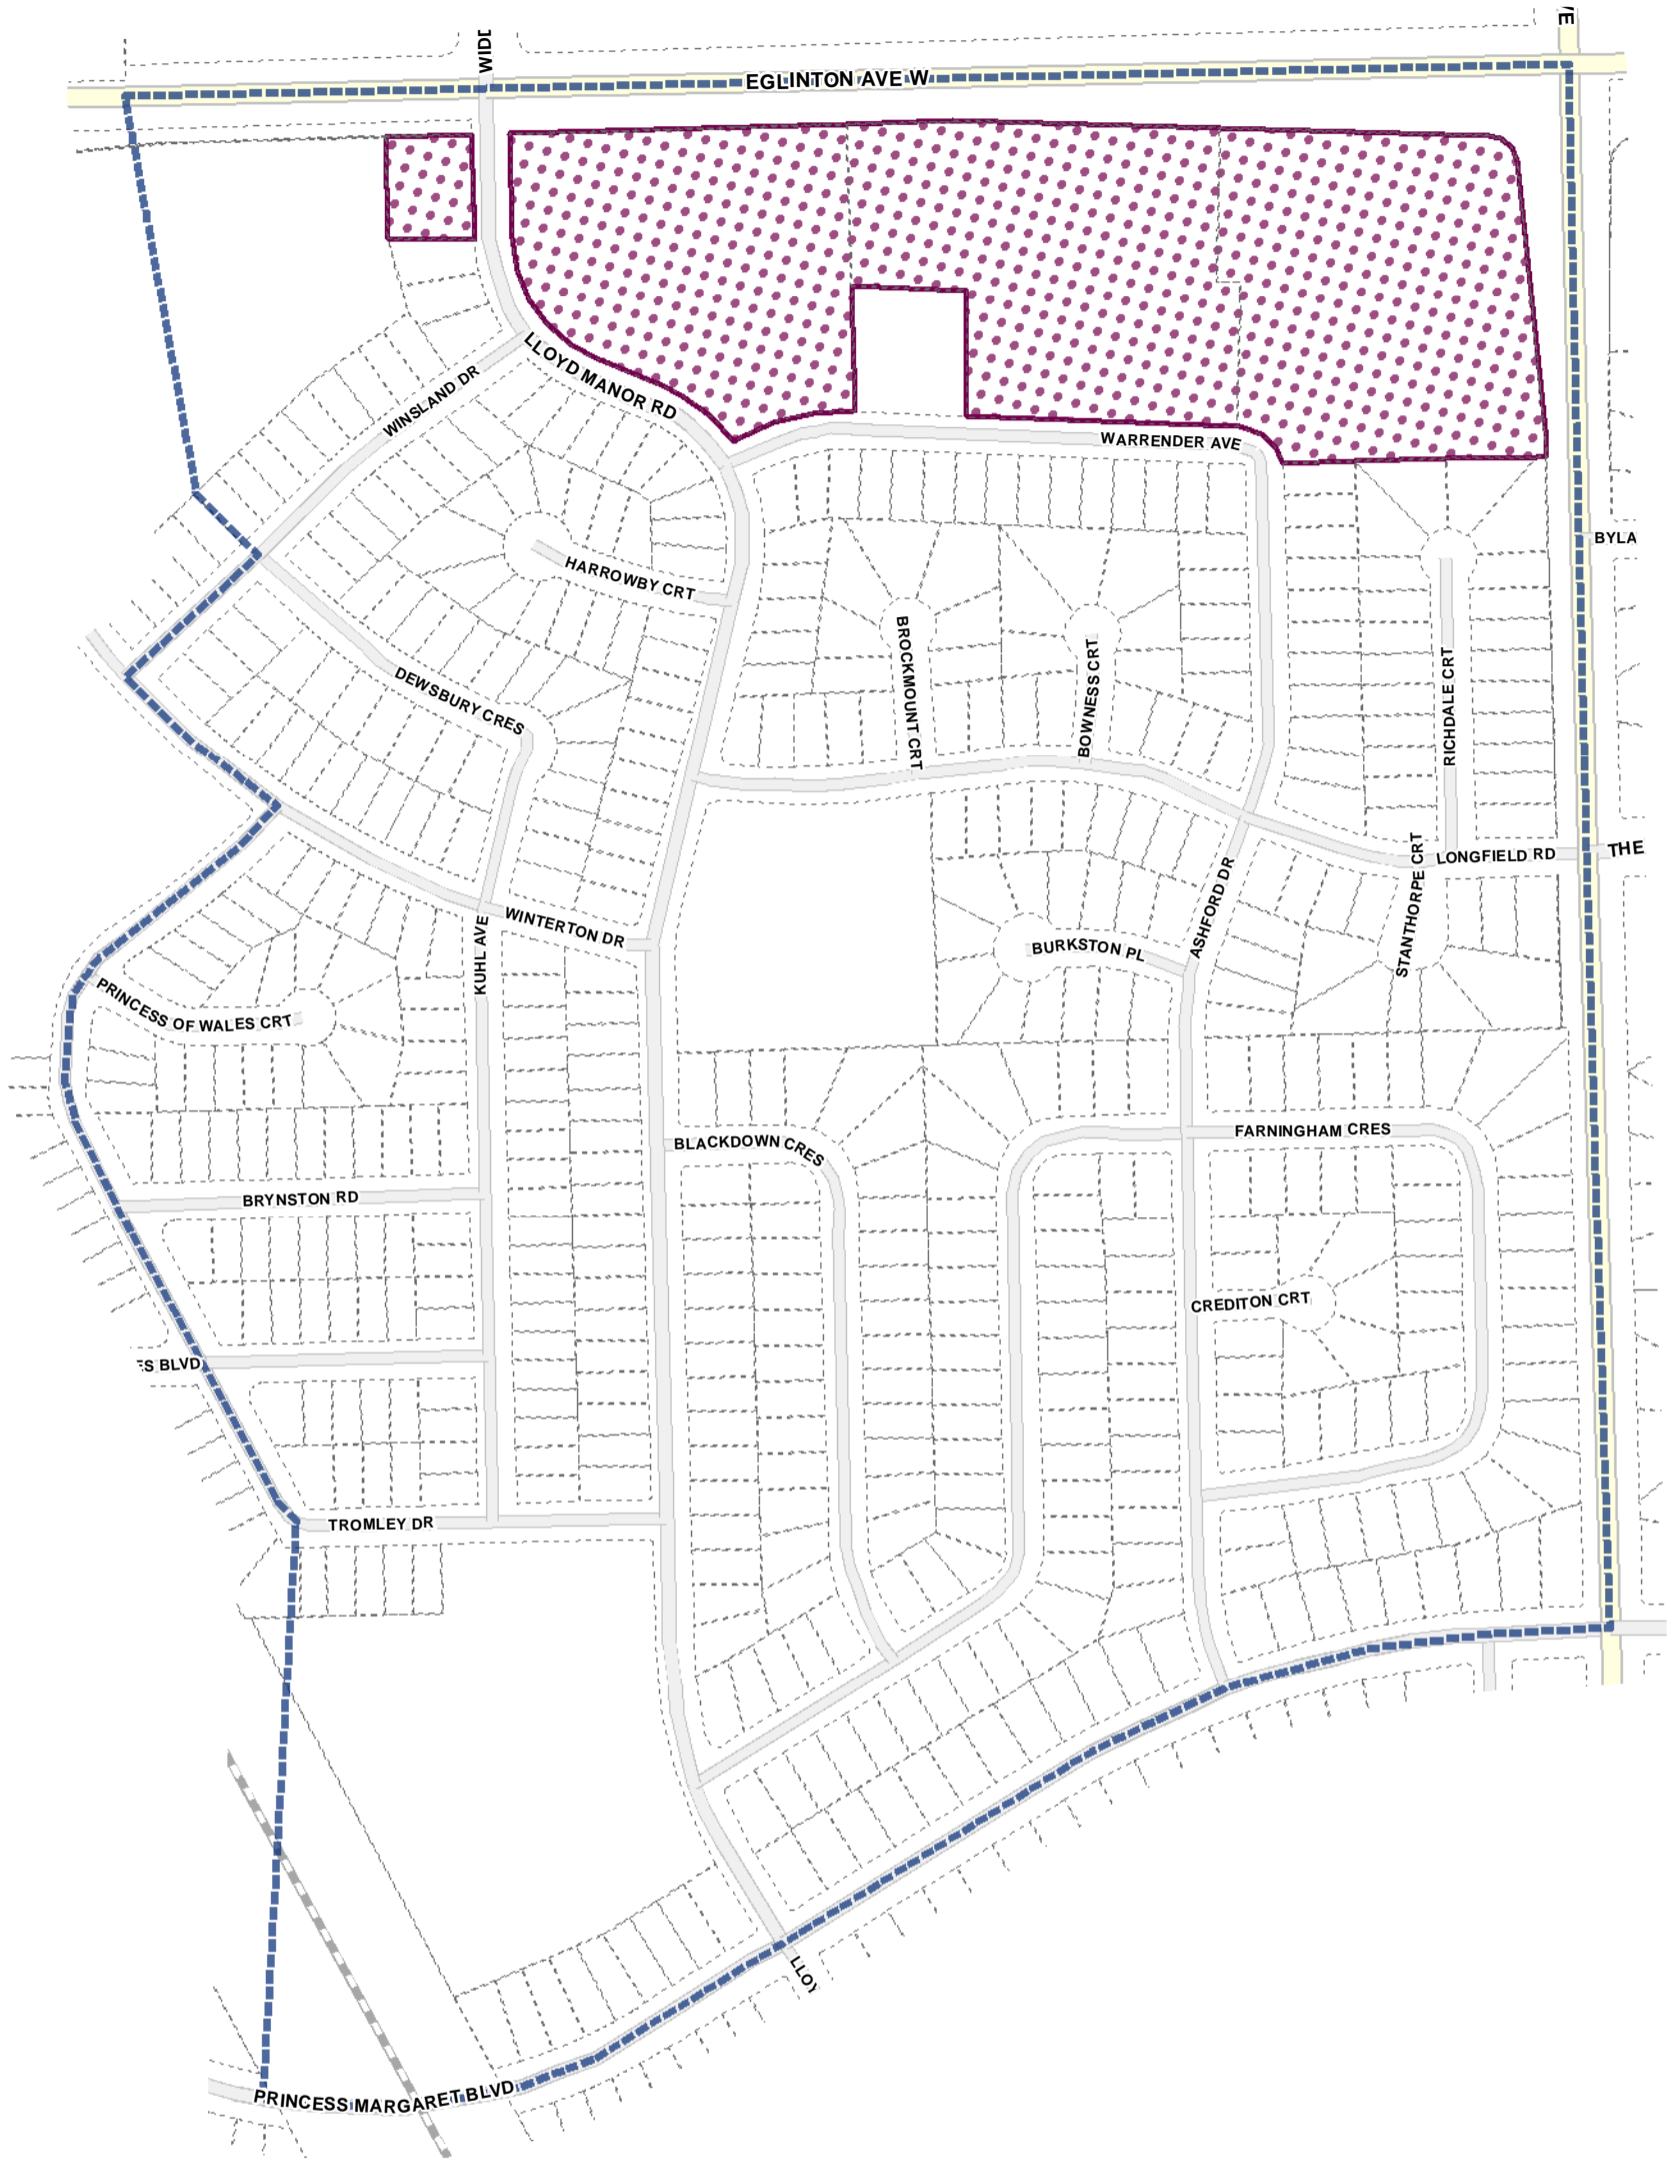 WIDD
E
EGLINTON AVE W
LLOYD MANOR RD
WINSLAND DR
WARRENDER AVE
BYLA
HARROWBY CRT
BROCKMOUNT CRT
BOWNESS CRT
RICHDALE CRT
DEWSBURY CRES
STANTHORPE CRT
LONGFIELD RD
THE
ASHFORD DR
WINTERTON DR
KUHL AVE
BURKSTON PL
PRINCESS OF WALES CRT
BLACKDOWN CRES
FARNINGHAM CRES
BRYNSTON RD
CREDITON CRT
ES BLVD
TROMLEY DR
LLOY
PRINCESS MARGARET BLVD